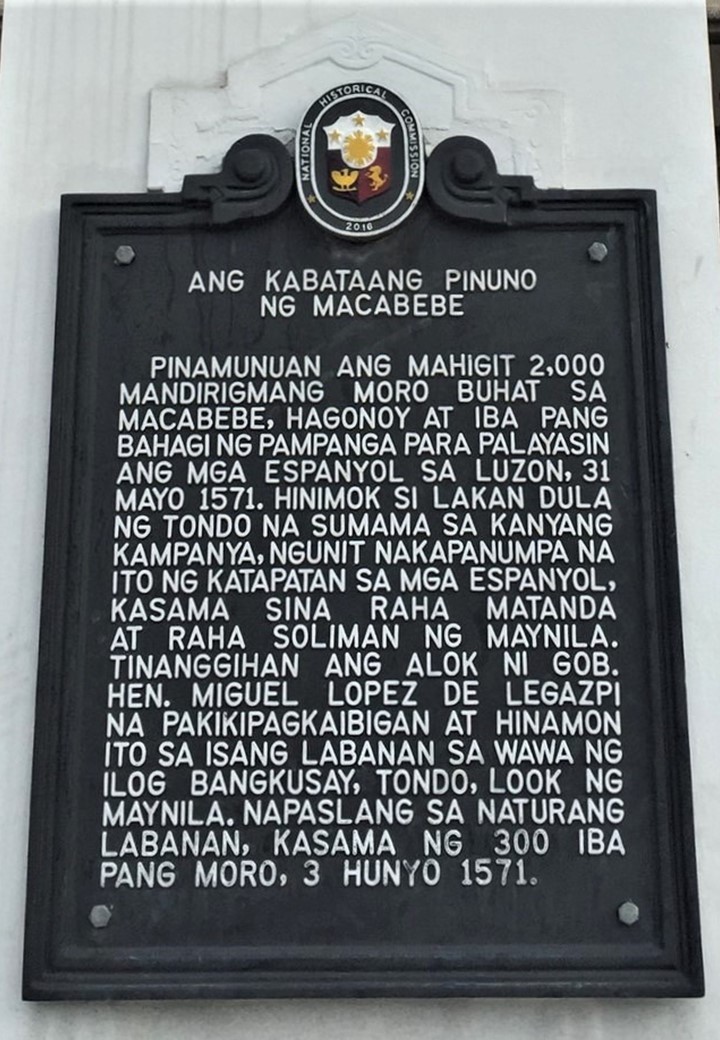 NATIONAL HISTORICAL COMMISSION
2016
ANG KABATAANG PINUNO
NG MACABEBE
PINAMUNUAN ANG MAHIGIT 2,000
MANDIRIGMANG MORO BUHAT SA
MACABEBE, HAGONOY AT IBA PANG
BAHAGI NG PAMPANGA PARA PALAYASIN
ANG MGA ESPANYOL SA LUZON, 31
MAYO 1571. HINIMOK SI LAKAN DULA
NG TONDO NA SUMAMA SA KANYANG
KAMPANYA, NGUNIT NAKAPANUMPA NA
ITO NG KATAPATAN SA MGA ESPANYOL,
KASAMA SINA RAHA MATANDA
AT RAHA SOLIMAN NG MAYNILA.
TINANGGIHAN ANG ALOK NI GOB.
HEN. MIGUEL LOPEZ DE LEGAZPI
NA PAKIKIPAGKAIBIGAN AT HINAMON
ITO SA ISANG LABANAN SA WAWA NG
ILOG BANGKUSAY, TONDO, LOOK NG
MAYNILA. NAPASLANG SA NATURANG
LABANAN, KASAMA NG 300 IBA
PANG MORO, 3 HUNYO 1571.